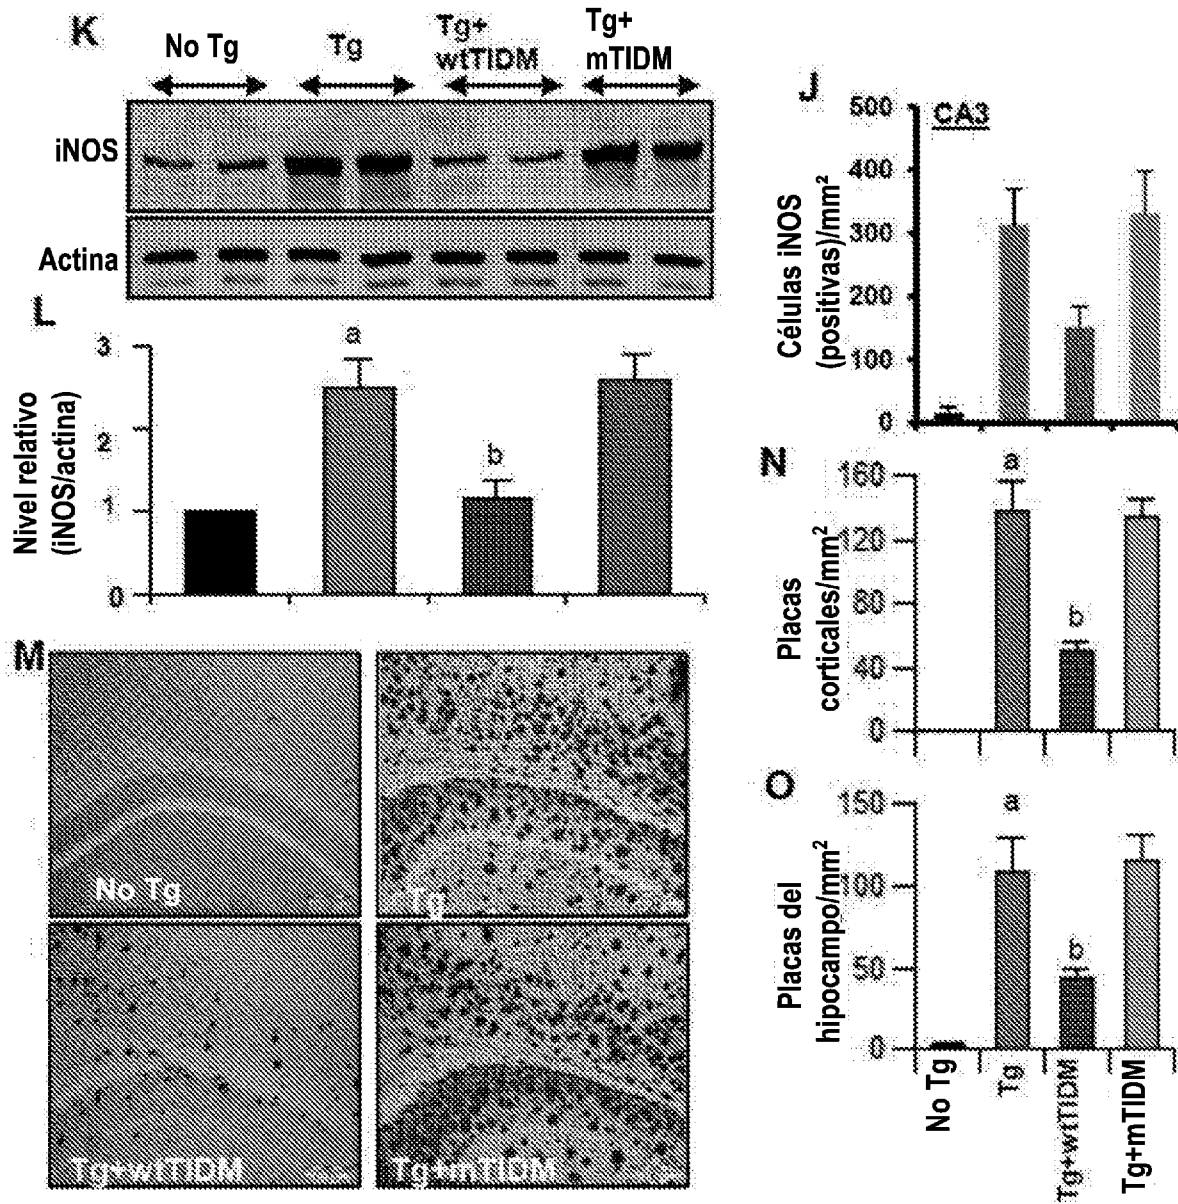 K
No Tg
Tg
Tg+
wtTIDM
Tg+
mTIDM
iNOS
Actina
L
Nivel relativo
(iNOS/actina)
3
2
1
0
a
b
M
No Tg
Tg
Tg+wtTIDM
Tg+mTIDM
J
CA3
Células iNOS
(positivas)/mm²
500
400
300
200
100
0
N
Placas
corticales/mm²
160
120
80
40
0
a
b
O
Placas del
hipocampo/mm²
150
100
50
0
a
b
No Tg
Tg
Tg+wtTIDM
Tg+mTIDM